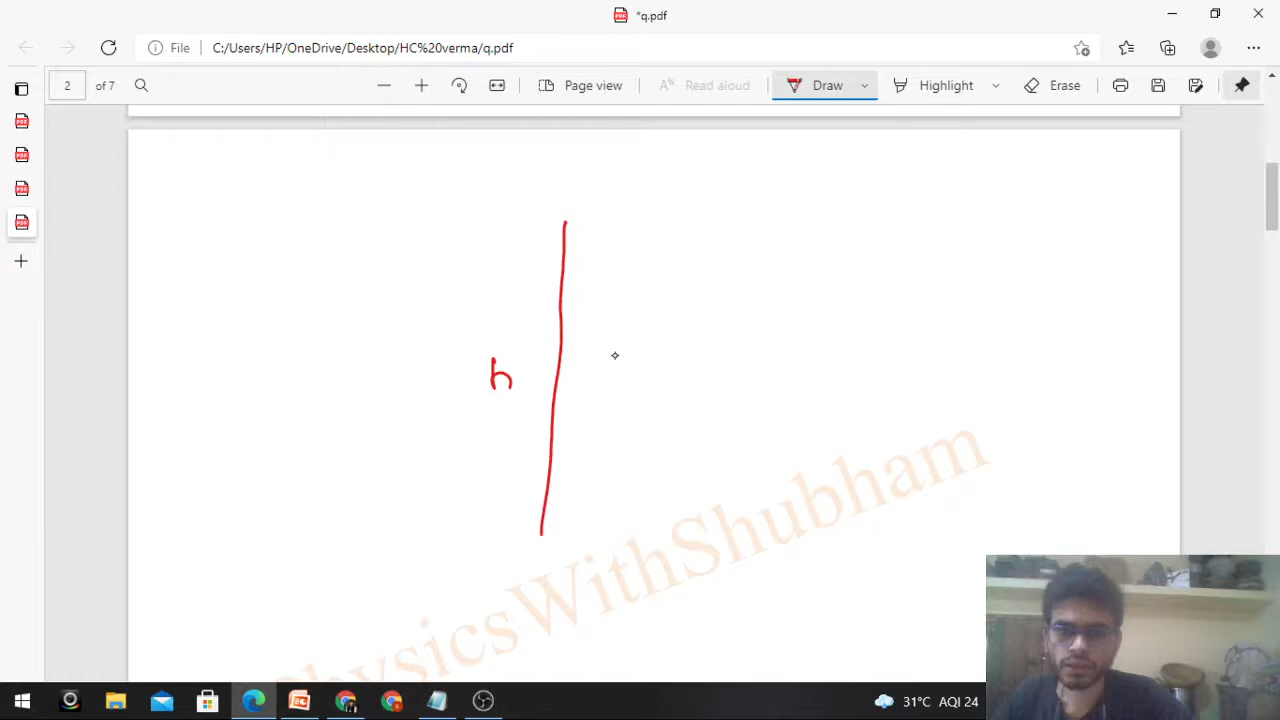 *q.pdf
File C:/Users/HP/OneDrive/Desktop/HC%20verma/q.pdf
2 of 7 Page view Read aloud Draw Highlight Erase
h
PhysicsWithShubham
31°C AQI 24